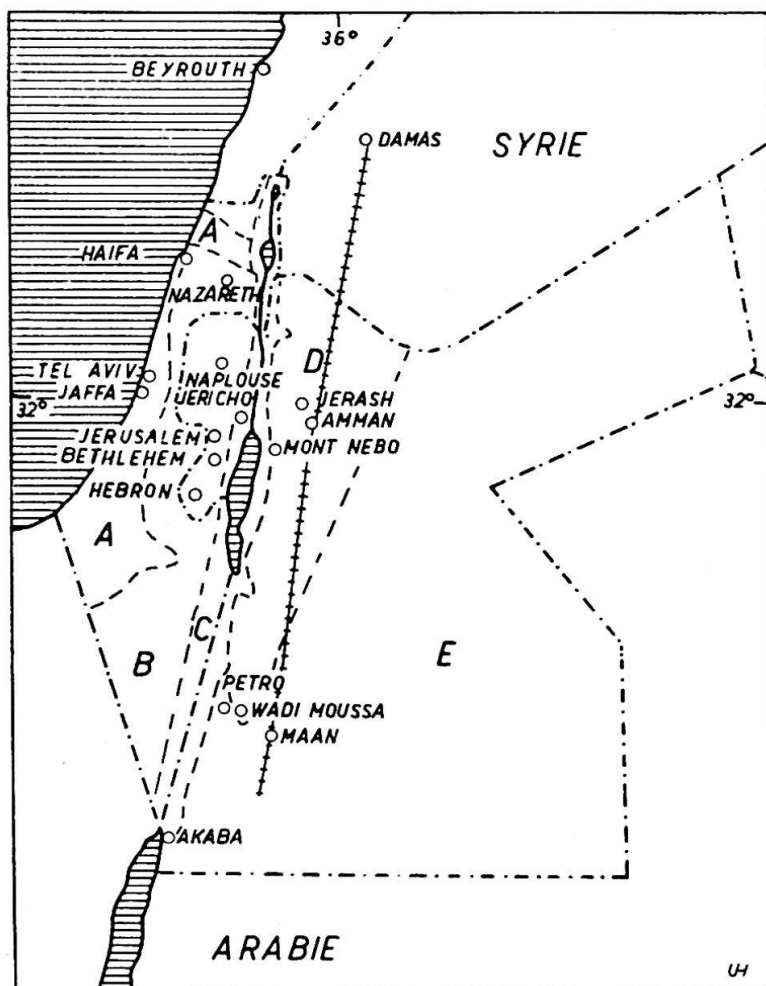 36°
BEYROUTH
DAMAS
SYRIE
A
HAIFA
NAZARETH
D
TEL AVIV
NAPLOUSE
JAFFA
JERICHO
JERASH
32°
32°
AMMAN
JERUSALEM
MONT NEBO
BETHLEHEM
HEBRON
A
C
B
E
PETRO
WADI MOUSSA
MAAN
AKABA
ARABIE
UH